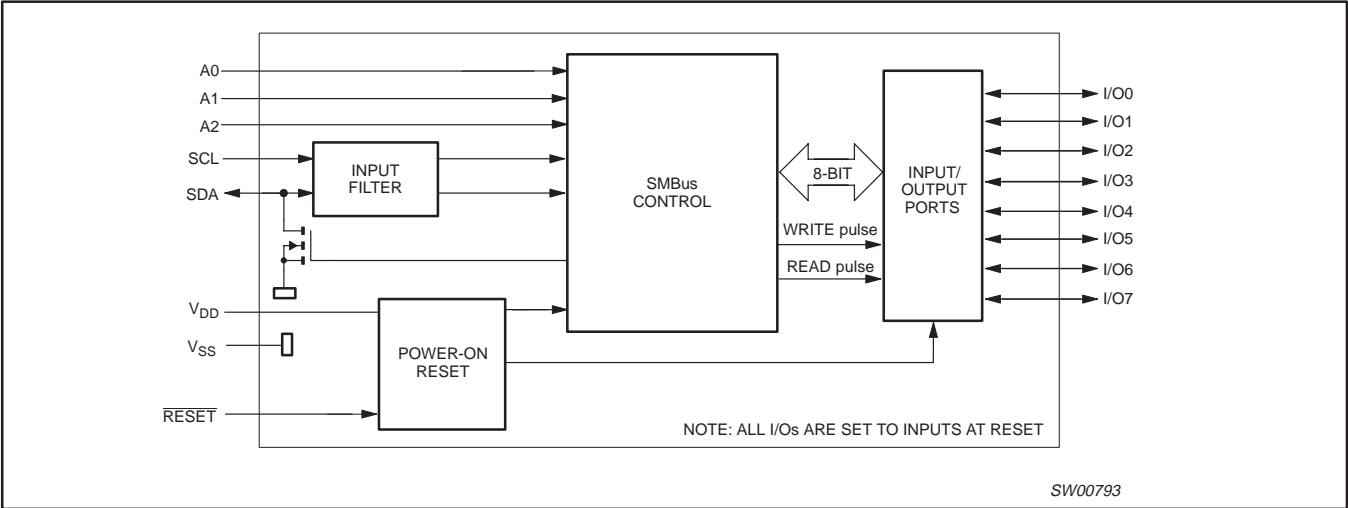 A0
A1
A2
SCL
SDA
INPUT
FILTER
SMBus
CONTROL
8-BIT
WRITE pulse
READ pulse
INPUT/
OUTPUT
PORTS
I/O0
I/O1
I/O2
I/O3
I/O4
I/O5
I/O6
I/O7
VDD
VSS
POWER-ON
RESET
RESET
NOTE: ALL I/Os ARE SET TO INPUTS AT RESET
SW00793